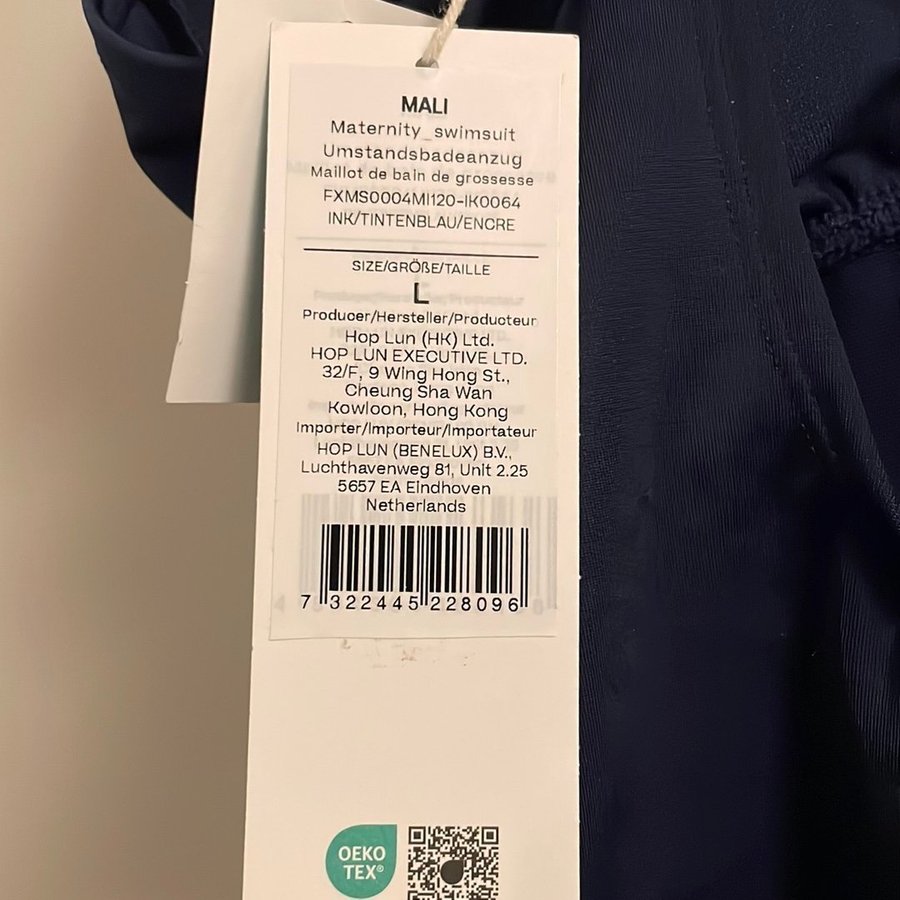 MALI
Maternity_swimsuit
Umstandsbadeanzug
Maillot de bain de grossesse
FXMS0004MI120-IK0064
INK/TINTENBLAU/ENCRE
SIZE/GRÖßE/TAILLE
L
Producer/Hersteller/Producteur
Hop Lun (HK) Ltd.
HOP LUN EXECUTIVE LTD.
32/F, 9 Wing Hong St.,
Cheung Sha Wan
Kowloon, Hong Kong
Importer/Importeur/Importateur
HOP LUN (BENELUX) B.V.,
Luchthavenweg 81, Unit 2.25
5657 EA Eindhoven
Netherlands
7 322445 228096
OEKO
TEX®